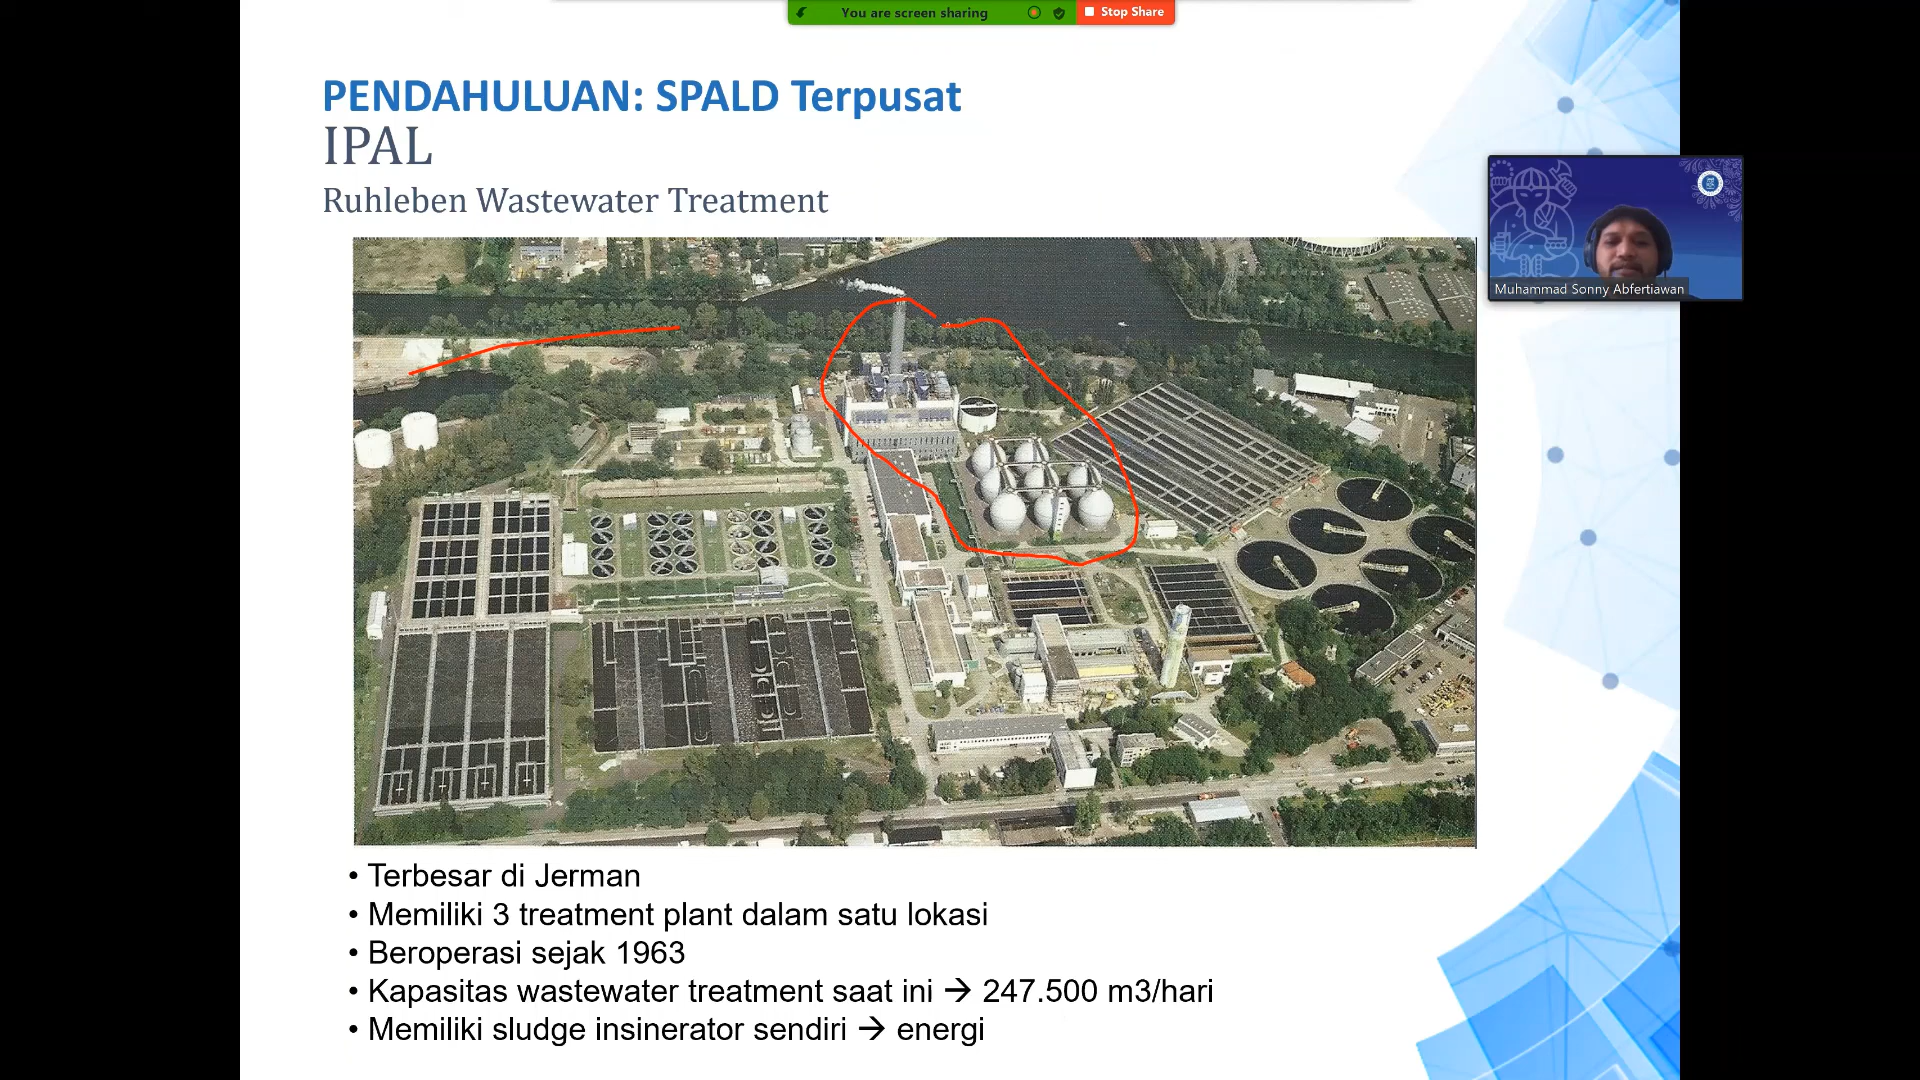 You are screen sharing
Stop Share
PENDAHULUAN: SPALD Terpusat
IPAL
Ruhleben Wastewater Treatment
Muhammad Sonny Abfertiawan
• Terbesar di Jerman
• Memiliki 3 treatment plant dalam satu lokasi
• Beroperasi sejak 1963
• Kapasitas wastewater treatment saat ini → 247.500 m3/hari
• Memiliki sludge insinerator sendiri → energi